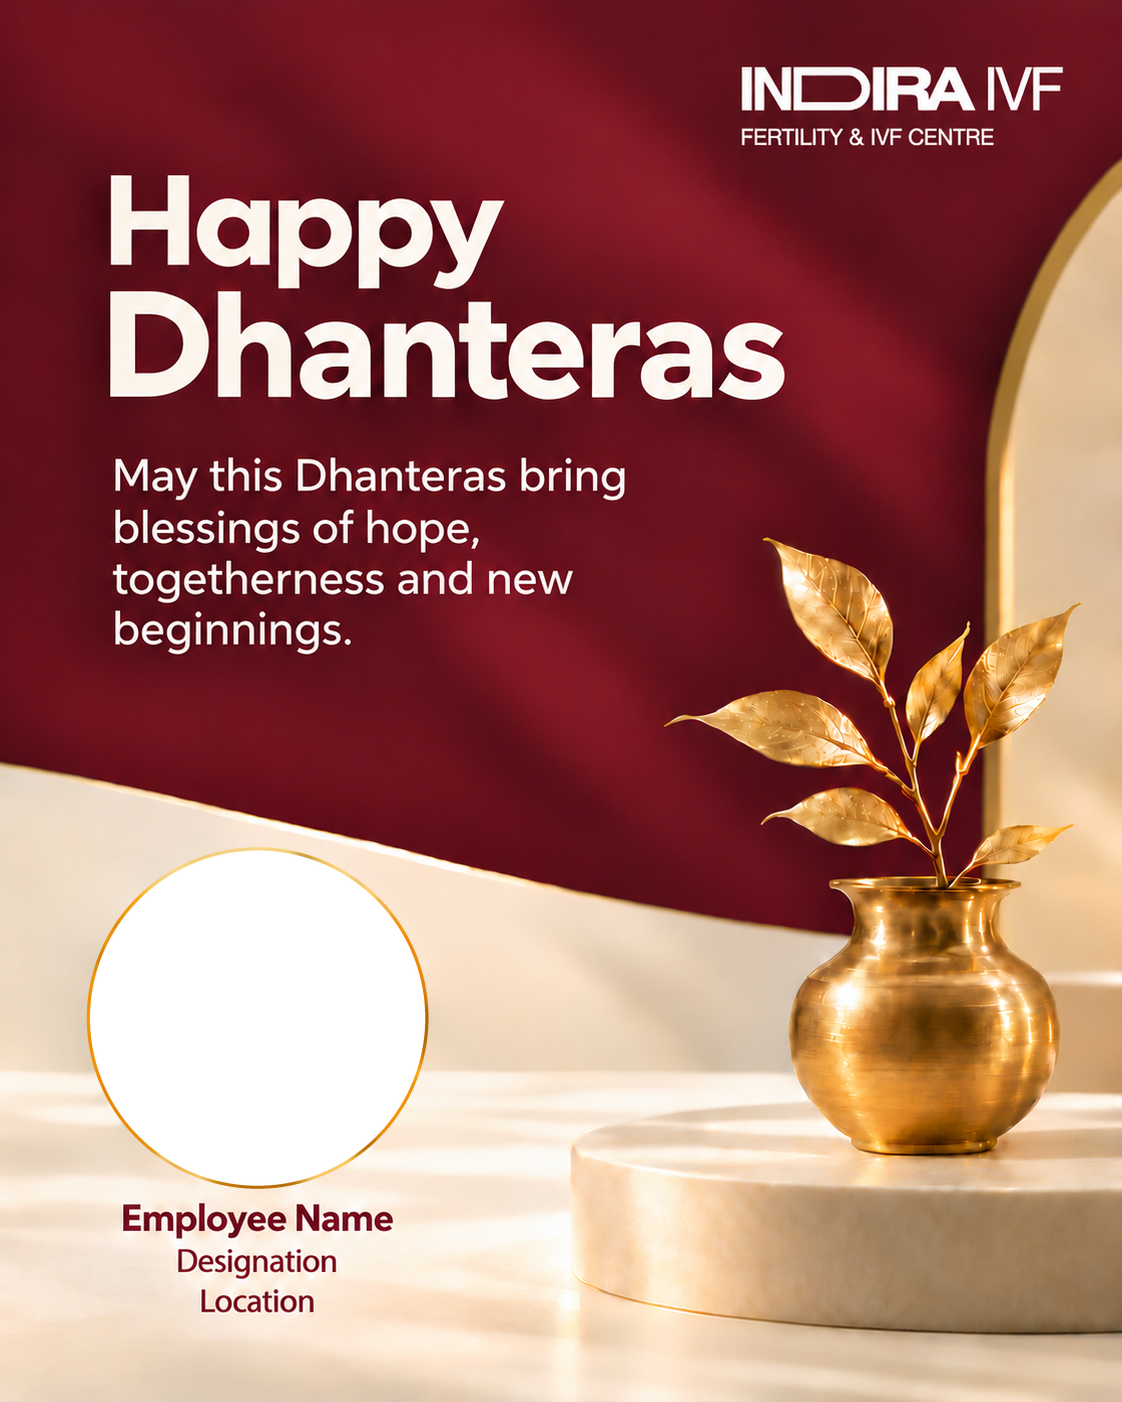 INDIRA IVF
FERTILITY & IVF CENTRE
Happy
Dhanteras
May this Dhanteras bring
blessings of hope,
togetherness and new
beginnings.
Employee Name
Designation
Location